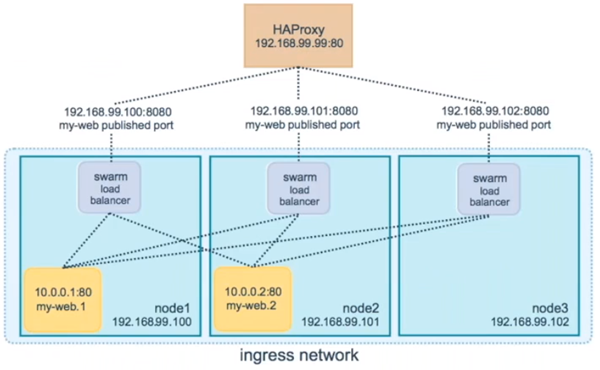 HAProxy
192.168.99.99:80
192.168.99.100:8080
my-web published port
192.168.99.101:8080
my-web published port
192.168.99.102:8080
my-web published port
swarm
load
balancer
swarm
load
balancer
swarm
load
balancer
10.0.0.1:80
my-web.1
node1
192.168.99.100
10.0.0.2:80
my-web.2
node2
192.168.99.101
node3
192.168.99.102
ingress network